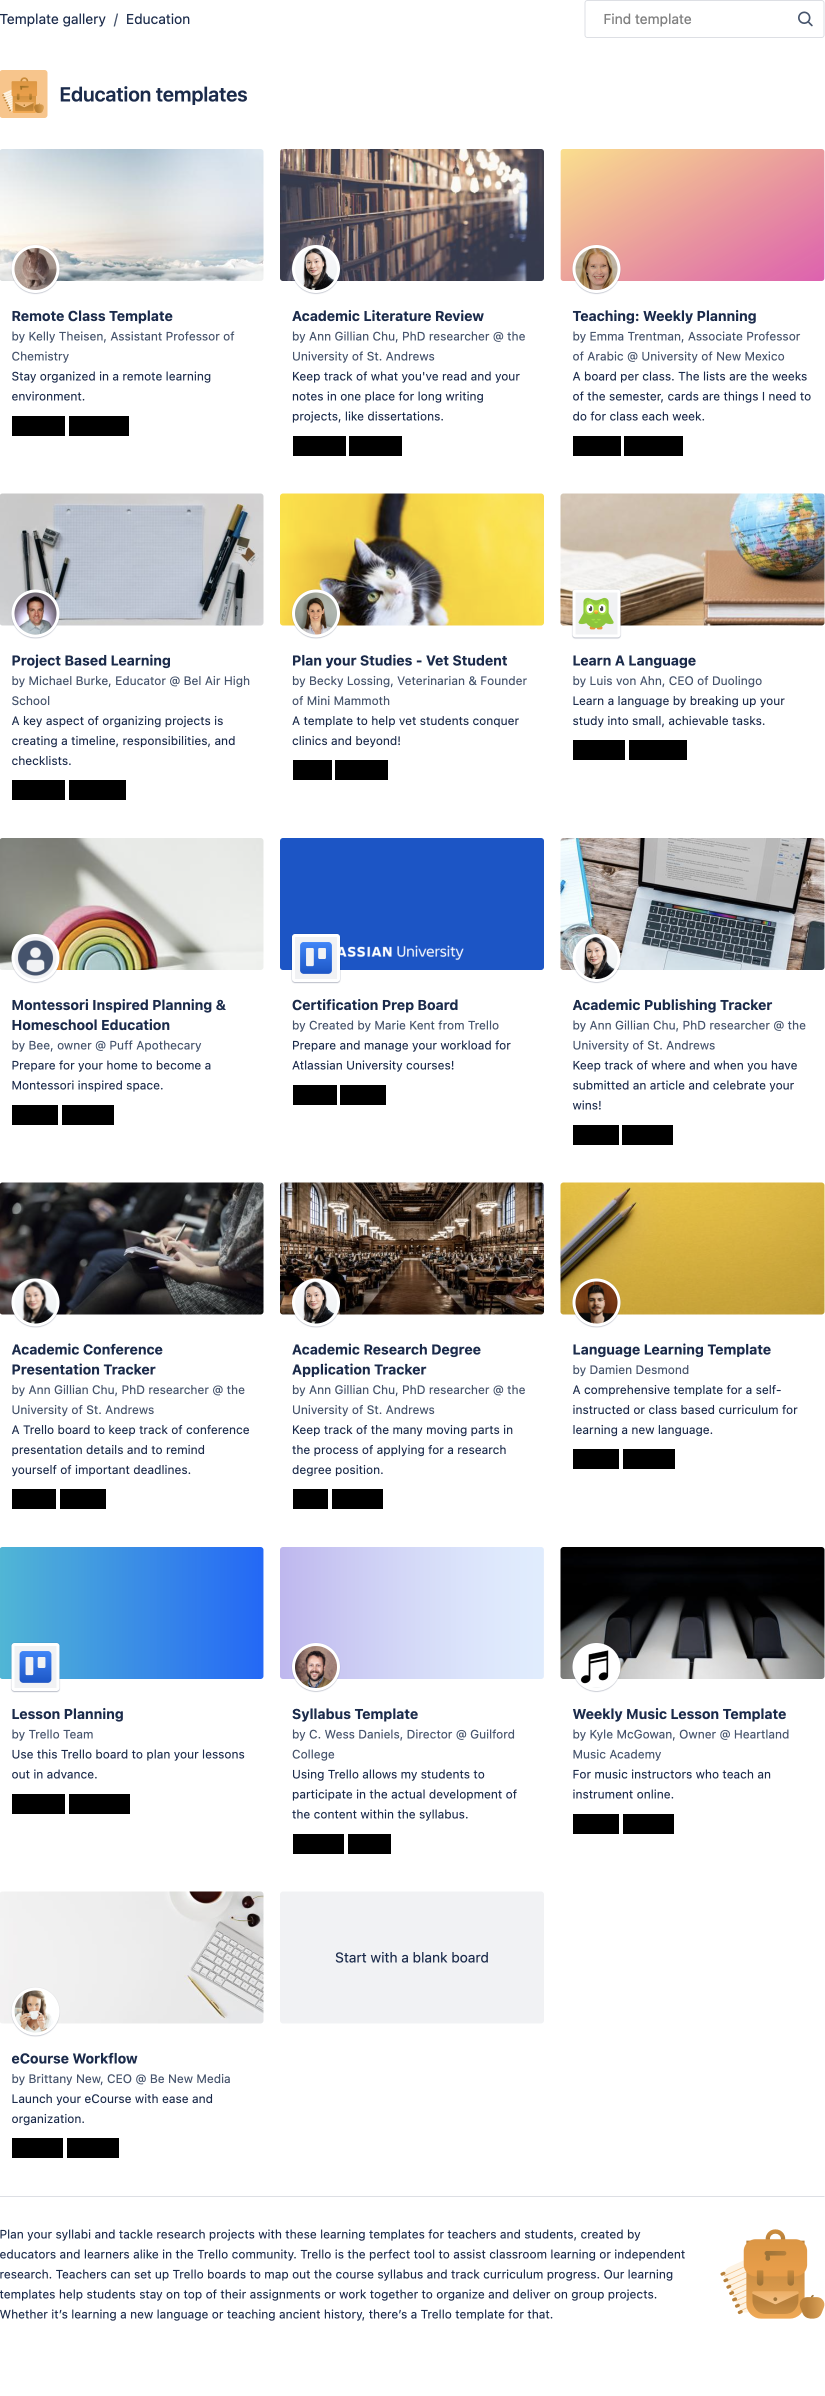 Template gallery / Education
Find template
Education templates
Remote Class Template
by Kelly Theisen, Assistant Professor of
Chemistry
Stay organized in a remote learning
environment.
Academic Literature Review
by Ann Gillian Chu, PhD researcher @ the
University of St. Andrews
Keep track of what you've read and your
notes in one place for long writing
projects, like dissertations.
Teaching: Weekly Planning
by Emma Trentman, Associate Professor
of Arabic @ University of New Mexico
A board per class. The lists are the weeks
of the semester, cards are things I need to
do for class each week.
Project Based Learning
by Michael Burke, Educator @ Bel Air High
School
A key aspect of organizing projects is
creating a timeline, responsibilities, and
checklists.
Plan your Studies - Vet Student
by Becky Lossing, Veterinarian & Founder
of Mini Mammoth
A template to help vet students conquer
clinics and beyond!
Learn A Language
by Luis von Ahn, CEO of Duolingo
Learn a language by breaking up your
study into small, achievable tasks.
Montessori Inspired Planning &
Homeschool Education
by Bee, owner @ Puff Apothecary
Prepare for your home to become a
Montessori inspired space.
ASSIAN University
Certification Prep Board
by Created by Marie Kent from Trello
Prepare and manage your workload for
Atlassian University courses!
Academic Publishing Tracker
by Ann Gillian Chu, PhD researcher @ the
University of St. Andrews
Keep track of where and when you have
submitted an article and celebrate your
wins!
Academic Conference
Presentation Tracker
by Ann Gillian Chu, PhD researcher @ the
University of St. Andrews
A Trello board to keep track of conference
presentation details and to remind
yourself of important deadlines.
Academic Research Degree
Application Tracker
by Ann Gillian Chu, PhD researcher @ the
University of St. Andrews
Keep track of the many moving parts in
the process of applying for a research
degree position.
Language Learning Template
by Damien Desmond
A comprehensive template for a self-
instructed or class based curriculum for
learning a new language.
Lesson Planning
by Trello Team
Use this Trello board to plan your lessons
out in advance.
Syllabus Template
by C. Wess Daniels, Director @ Guilford
College
Using Trello allows my students to
participate in the actual development of
the content within the syllabus.
Weekly Music Lesson Template
by Kyle McGowan, Owner @ Heartland
Music Academy
For music instructors who teach an
instrument online.
eCourse Workflow
by Brittany New, CEO @ Be New Media
Launch your eCourse with ease and
organization.
Start with a blank board
Plan your syllabi and tackle research projects with these learning templates for teachers and students, created by
educators and learners alike in the Trello community. Trello is the perfect tool to assist classroom learning or independent
research. Teachers can set up Trello boards to map out the course syllabus and track curriculum progress. Our learning
templates help students stay on top of their assignments or work together to organize and deliver on group projects.
Whether it's learning a new language or teaching ancient history, there's a Trello template for that.